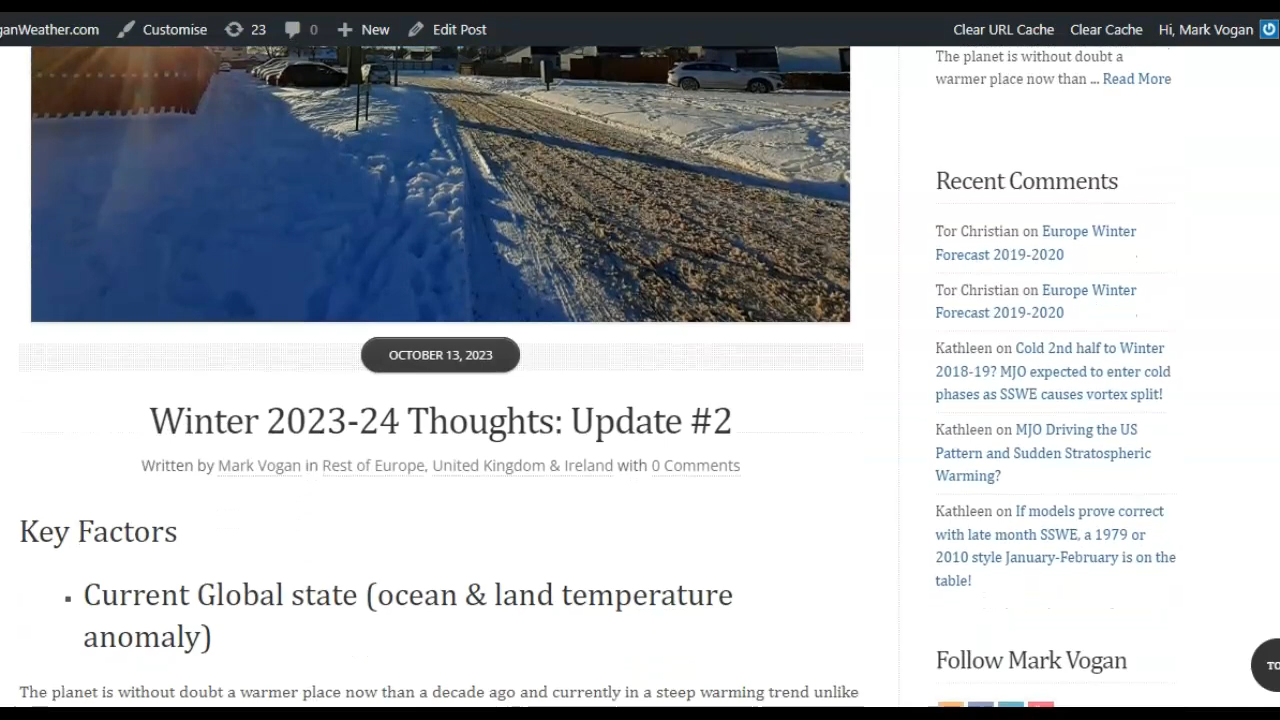 ganWeather.com Customise 23 0 New Edit Post Clear URL Cache Clear Cache Hi, Mark Vogan
The planet is without doubt a
warmer place now than ... Read More
Recent Comments
Tor Christian on Europe Winter
Forecast 2019-2020
Tor Christian on Europe Winter
Forecast 2019-2020
Kathleen on Cold 2nd half to Winter
2018-19? MJO expected to enter cold
phases as SSWE causes vortex split!
Kathleen on MJO Driving the US
Pattern and Sudden Stratospheric
Warming?
Kathleen on If models prove correct
with late month SSWE, a 1979 or
2010 style January-February is on the
table!
Follow Mark Vogan
TO
OCTOBER 13, 2023
Winter 2023-24 Thoughts: Update #2
Written by Mark Vogan in Rest of Europe, United Kingdom & Ireland with 0 Comments
Key Factors
▪ Current Global state (ocean & land temperature
anomaly)
The planet is without doubt a warmer place now than a decade ago and currently in a steep warming trend unlike